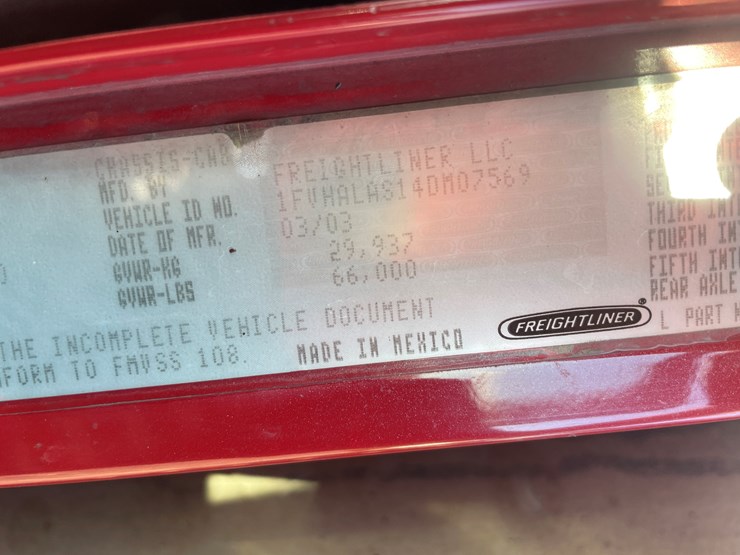 CHASSIS-CAB
MFD. BY FREIGHTLINER LLC
VEHICLE ID NO. 1FVHALAS14DM07569
DATE OF MFR. 03/03
GVWR-KG 29,937
GVWR-LBS 66,000
THIRD INT
FOURTH INT
FIFTH INT
REAR AXLE
THE INCOMPLETE VEHICLE DOCUMENT
FORM TO FMVSS 108.
MADE IN MEXICO
FREIGHTLINER
L PART